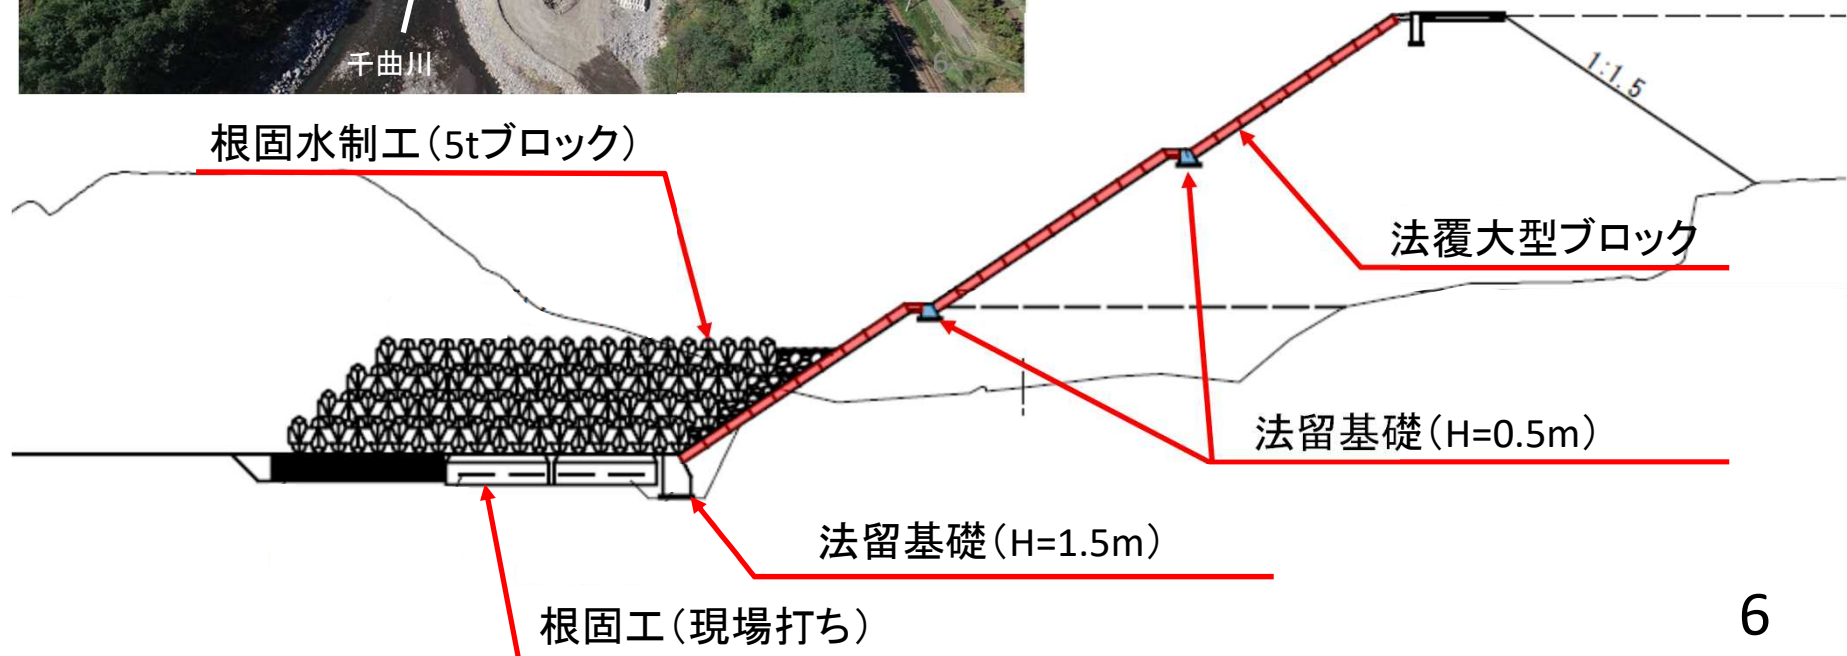 千曲川
1:1.5
根固水制工（5tブロック）
法覆大型ブロック
法留基礎（H=0.5m）
法留基礎（H=1.5m）
根固工（現場打ち）
6